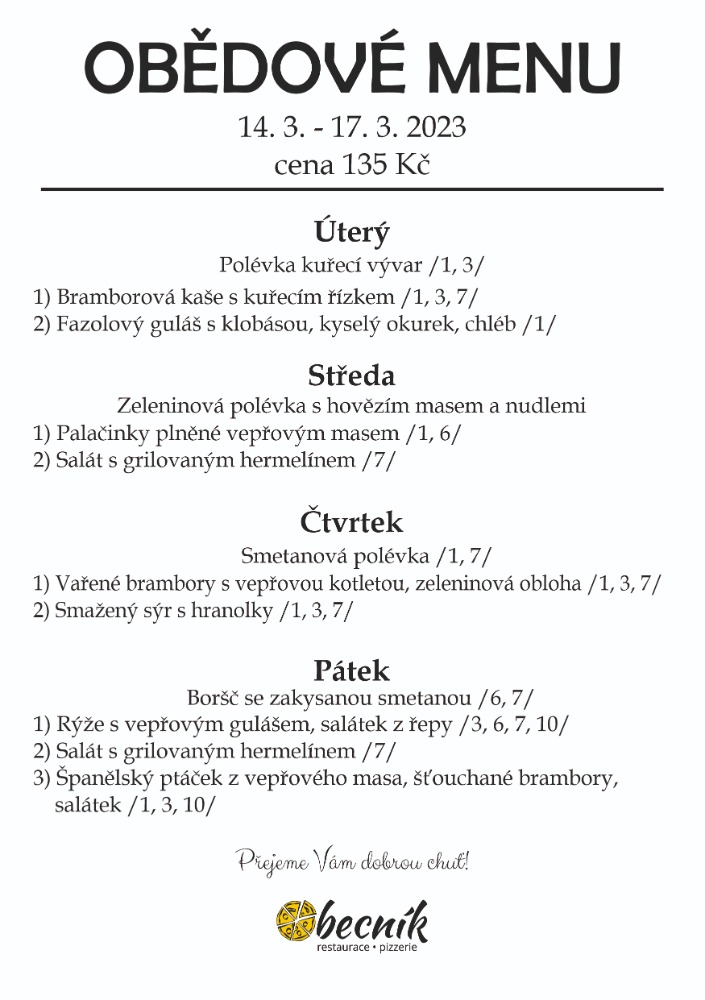 OBĚDOVÉ MENU
14. 3. - 17. 3. 2023
cena 135 Kč
Úterý
Polévka kuřecí vývar /1, 3/
1) Bramborová kaše s kuřecím řízkem /1, 3, 7/
2) Fazolový guláš s klobásou, kyselý okurek, chléb /1/
Středa
Zeleninová polévka s hovězím masem a nudlemi
1) Palačinky plněné vepřovým masem /1, 6/
2) Salát s grilovaným hermelínem /7/
Čtvrtek
Smetanová polévka /1, 7/
1) Vařené brambory s vepřovou kotletou, zeleninová obloha /1, 3, 7/
2) Smažený sýr s hranolky /1, 3, 7/
Pátek
Boršč se zakysanou smetanou /6, 7/
1) Rýže s vepřovým gulášem, salátek z řepy /3, 6, 7, 10/
2) Salát s grilovaným hermelínem /7/
3) Španělský ptáček z vepřového masa, šťouchané brambory,
salátek /1, 3, 10/
Přejeme Vám dobrou chuť!
Obecník
restaurace • pizzerie